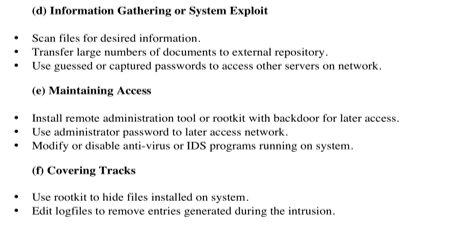 (d) Information Gathering or System Exploit
• Scan files for desired information.
• Transfer large numbers of documents to external repository.
• Use guessed or captured passwords to access other servers on network.
(e) Maintaining Access
• Install remote administration tool or rootkit with backdoor for later access.
• Use administrator password to later access network.
• Modify or disable anti-virus or IDS programs running on system.
(f) Covering Tracks
• Use rootkit to hide files installed on system.
• Edit logfiles to remove entries generated during the intrusion.